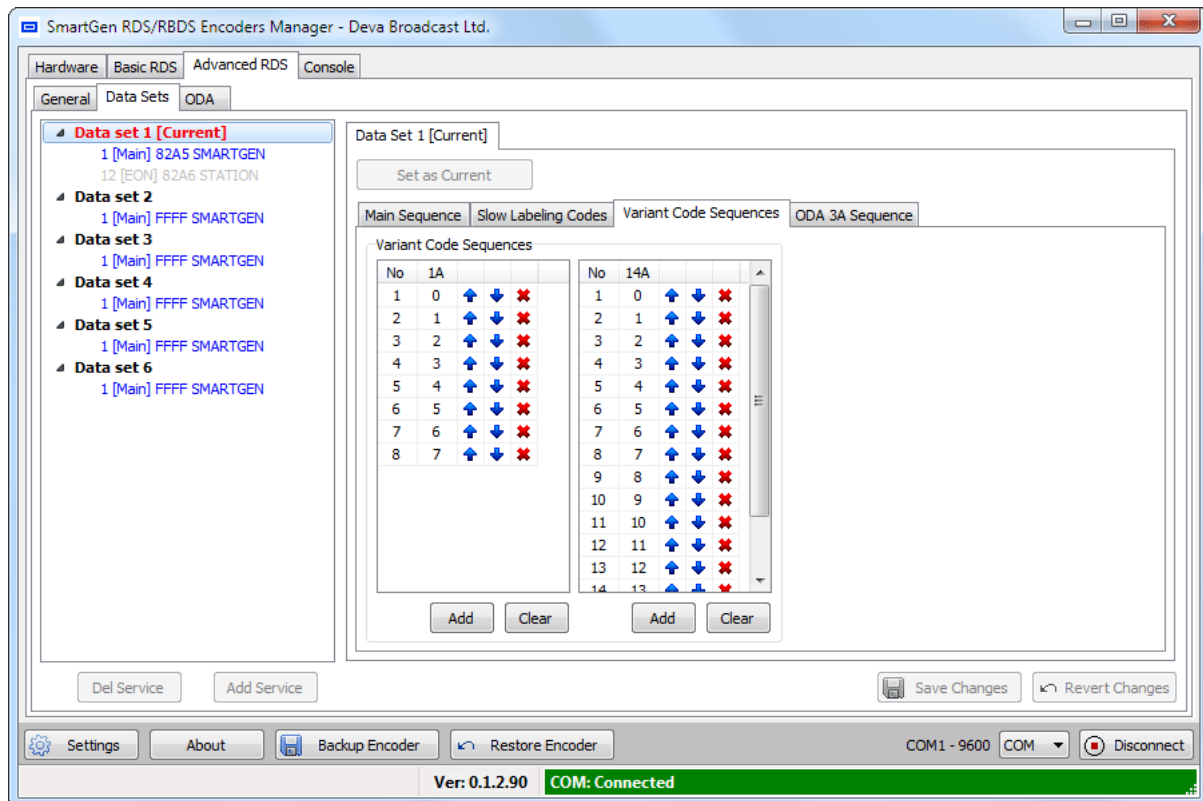 SmartGen RDS/RBDS Encoders Manager - Deva Broadcast Ltd.
Hardware Basic RDS Advanced RDS Console
General Data Sets ODA
Data set 1 [Current]
1 [Main] 82A5 SMARTGEN
12 [EON] 82A6 STATION
Data set 2
1 [Main] FFFF SMARTGEN
Data set 3
1 [Main] FFFF SMARTGEN
Data set 4
1 [Main] FFFF SMARTGEN
Data set 5
1 [Main] FFFF SMARTGEN
Data set 6
1 [Main] FFFF SMARTGEN
Data Set 1 [Current]
Set as Current
Main Sequence Slow Labeling Codes Variant Code Sequences ODA 3A Sequence
Variant Code Sequences
No 1A
1 0
2 1
3 2
4 3
5 4
6 5
7 6
8 7
Add Clear
No 14A
1 0
2 1
3 2
4 3
5 4
6 5
7 6
8 7
9 8
10 9
11 10
12 11
13 12
14 13
Add Clear
Del Service Add Service
Save Changes Revert Changes
Settings About Backup Encoder Restore Encoder COM1 - 9600 COM Disconnect
Ver: 0.1.2.90 COM: Connected